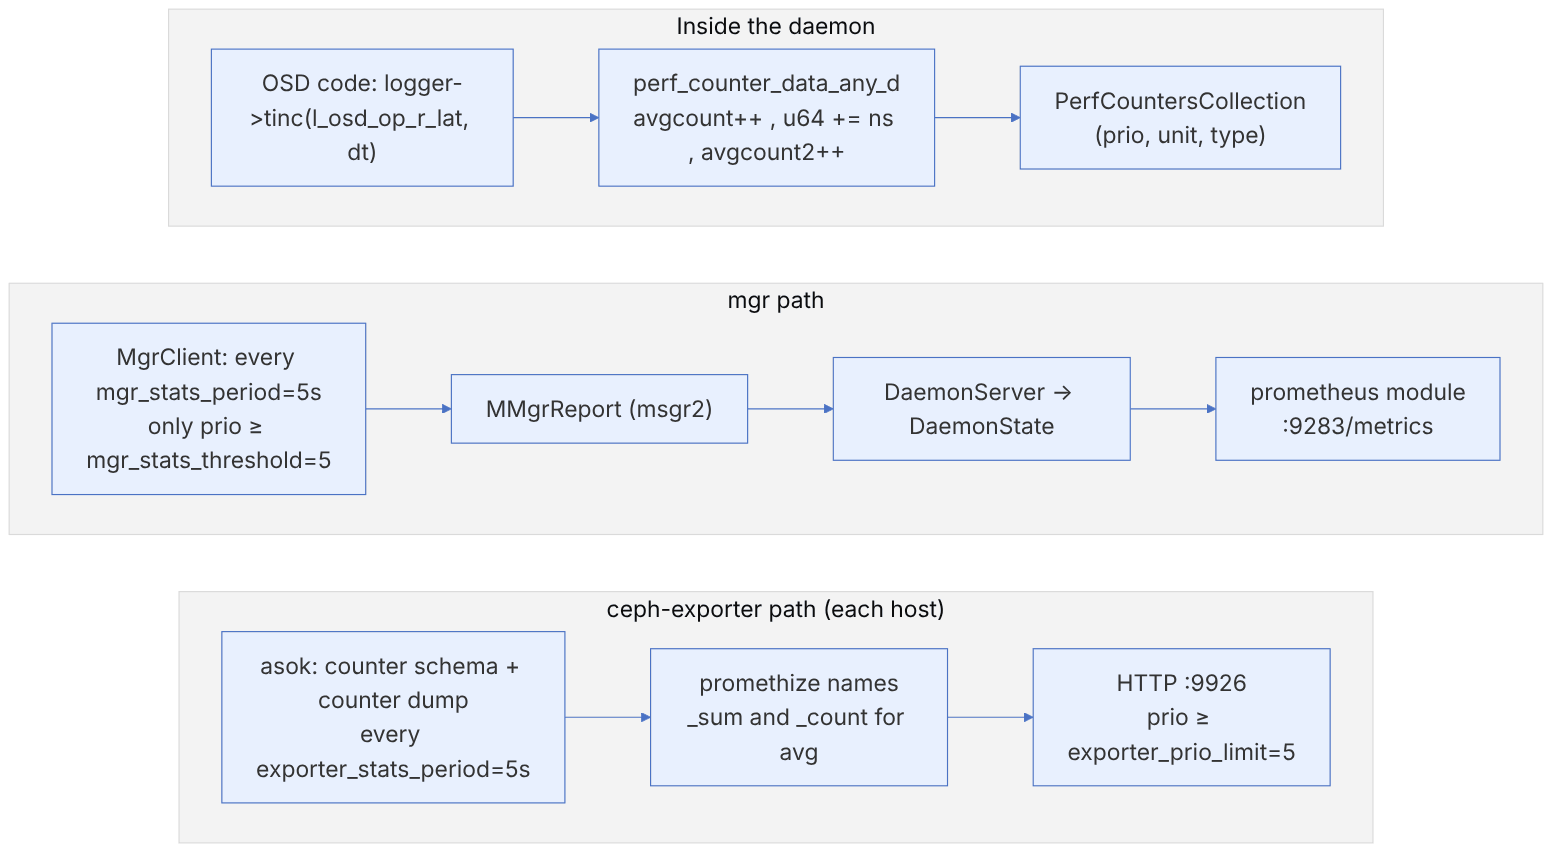 Inside the daemon
OSD code: logger-
>tinc(l_osd_op_r_lat,
dt)
perf_counter_data_any_d
avgcount++ , u64 += ns
, avgcount2++
PerfCountersCollection
(prio, unit, type)
mgr path
MgrClient: every
mgr_stats_period=5s
only prio ≥
mgr_stats_threshold=5
MMgrReport (msgr2)
DaemonServer →
DaemonState
prometheus module
:9283/metrics
ceph-exporter path (each host)
asok: counter schema +
counter dump
every
exporter_stats_period=5s
promethize names
_sum and _count for
avg
HTTP :9926
prio ≥
exporter_prio_limit=5